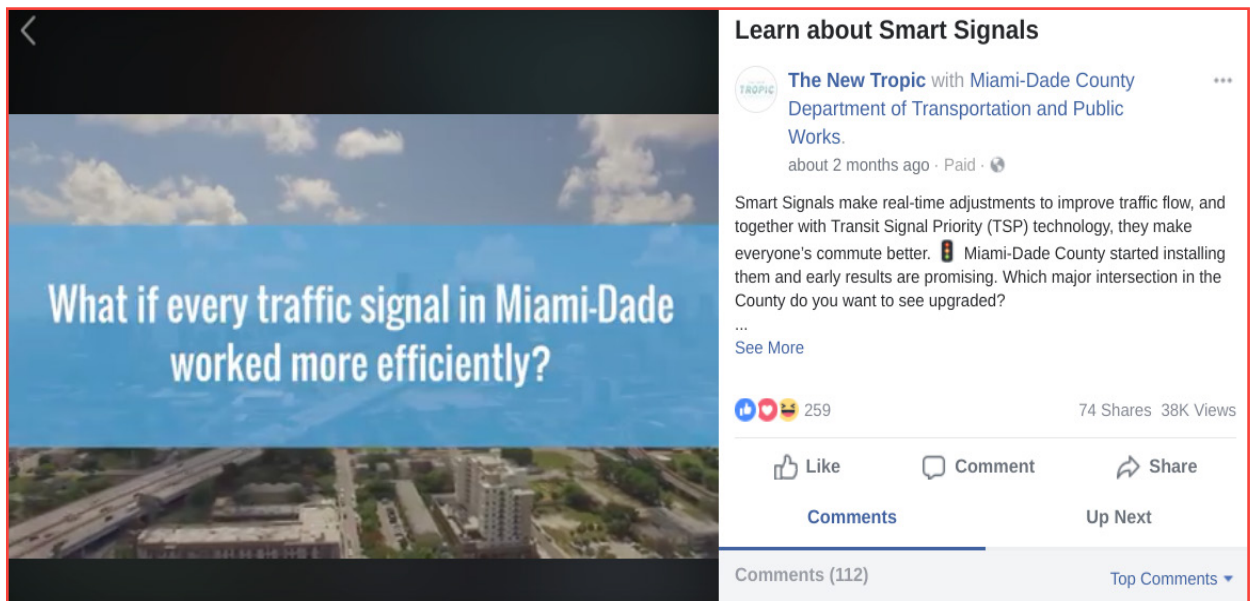 What if every traffic signal in Miami-Dade
worked more efficiently?
Learn about Smart Signals
TROPIC
The New Tropic with Miami-Dade County
Department of Transportation and Public
Works.
about 2 months ago · Paid ·
Smart Signals make real-time adjustments to improve traffic flow, and
together with Transit Signal Priority (TSP) technology, they make
everyone’s commute better. 🚦 Miami-Dade County started installing
them and early results are promising. Which major intersection in the
County do you want to see upgraded?
...
See More
259 74 Shares 38K Views
Like Comment Share
Comments Up Next
Comments (112) Top Comments